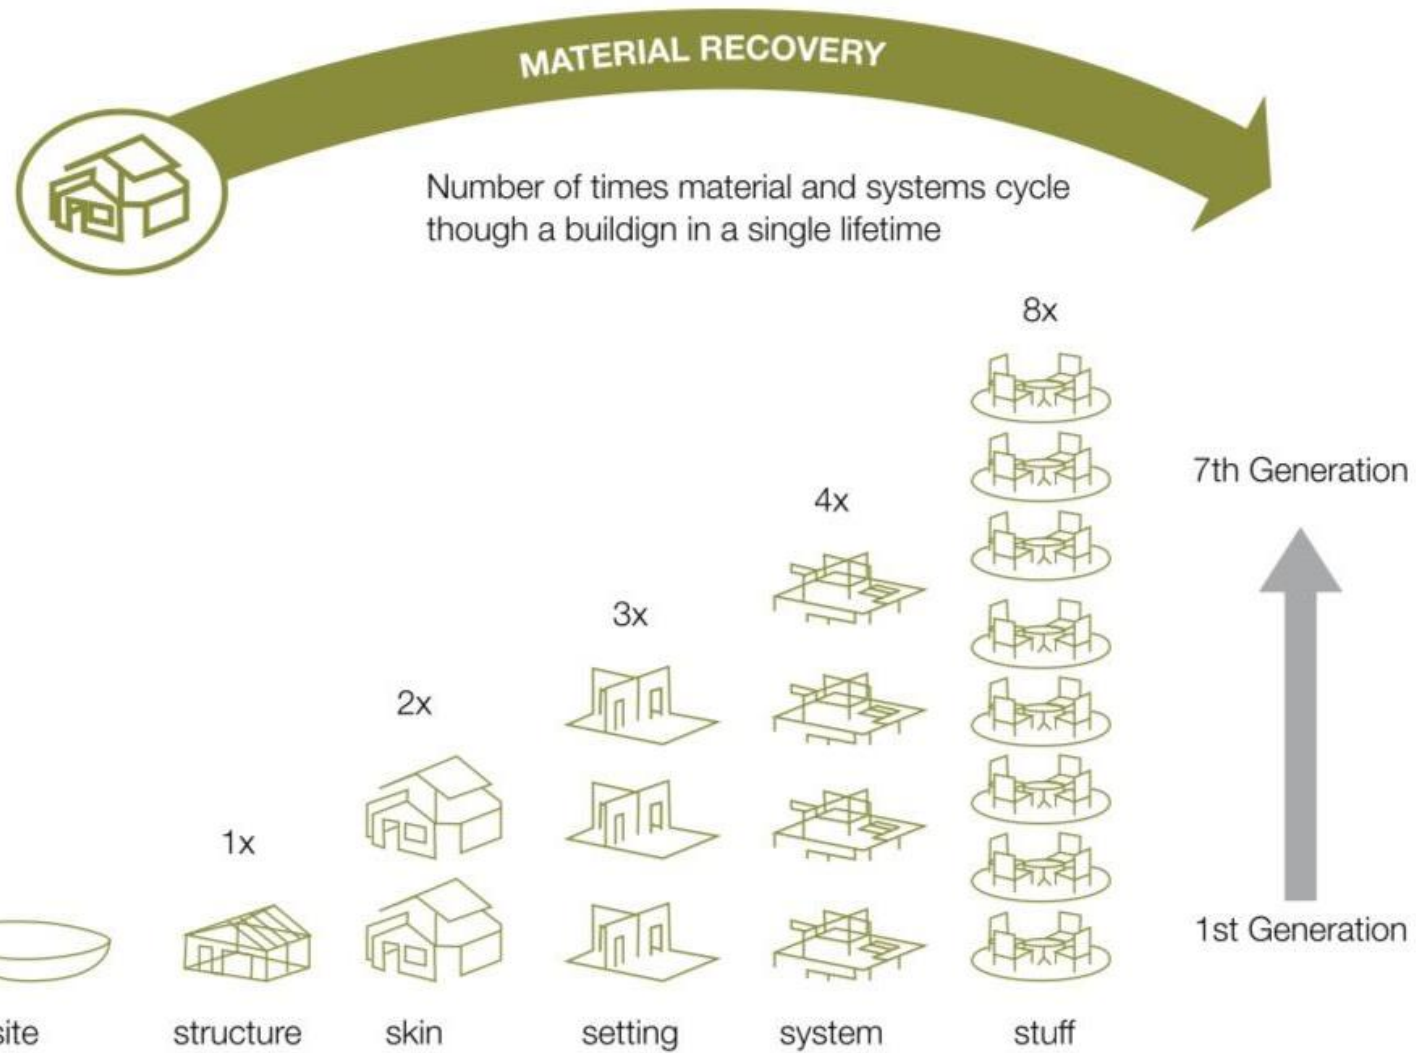 MATERIAL RECOVERY
Number of times material and systems cycle
though a buildign in a single lifetime
8x
7th Generation
4x
3x
2x
1x
1st Generation
site
structure
skin
setting
system
stuff